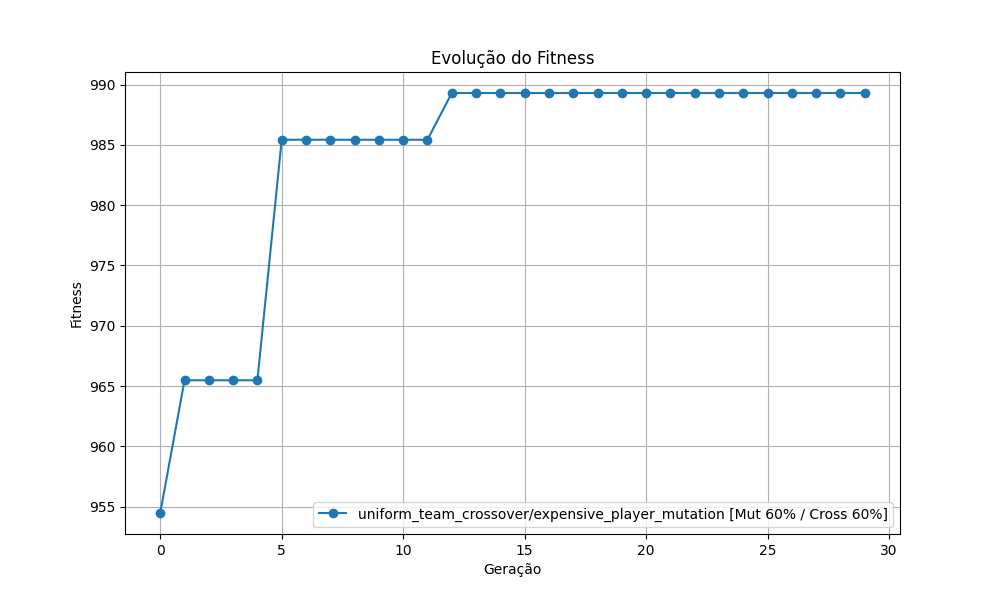 Evolução do Fitness
990
985
980
975
970
965
960
955
Fitness
uniform_team_crossover/expensive_player_mutation [Mut 60% / Cross 60%]
0 5 10 15 20 25 30
Geração